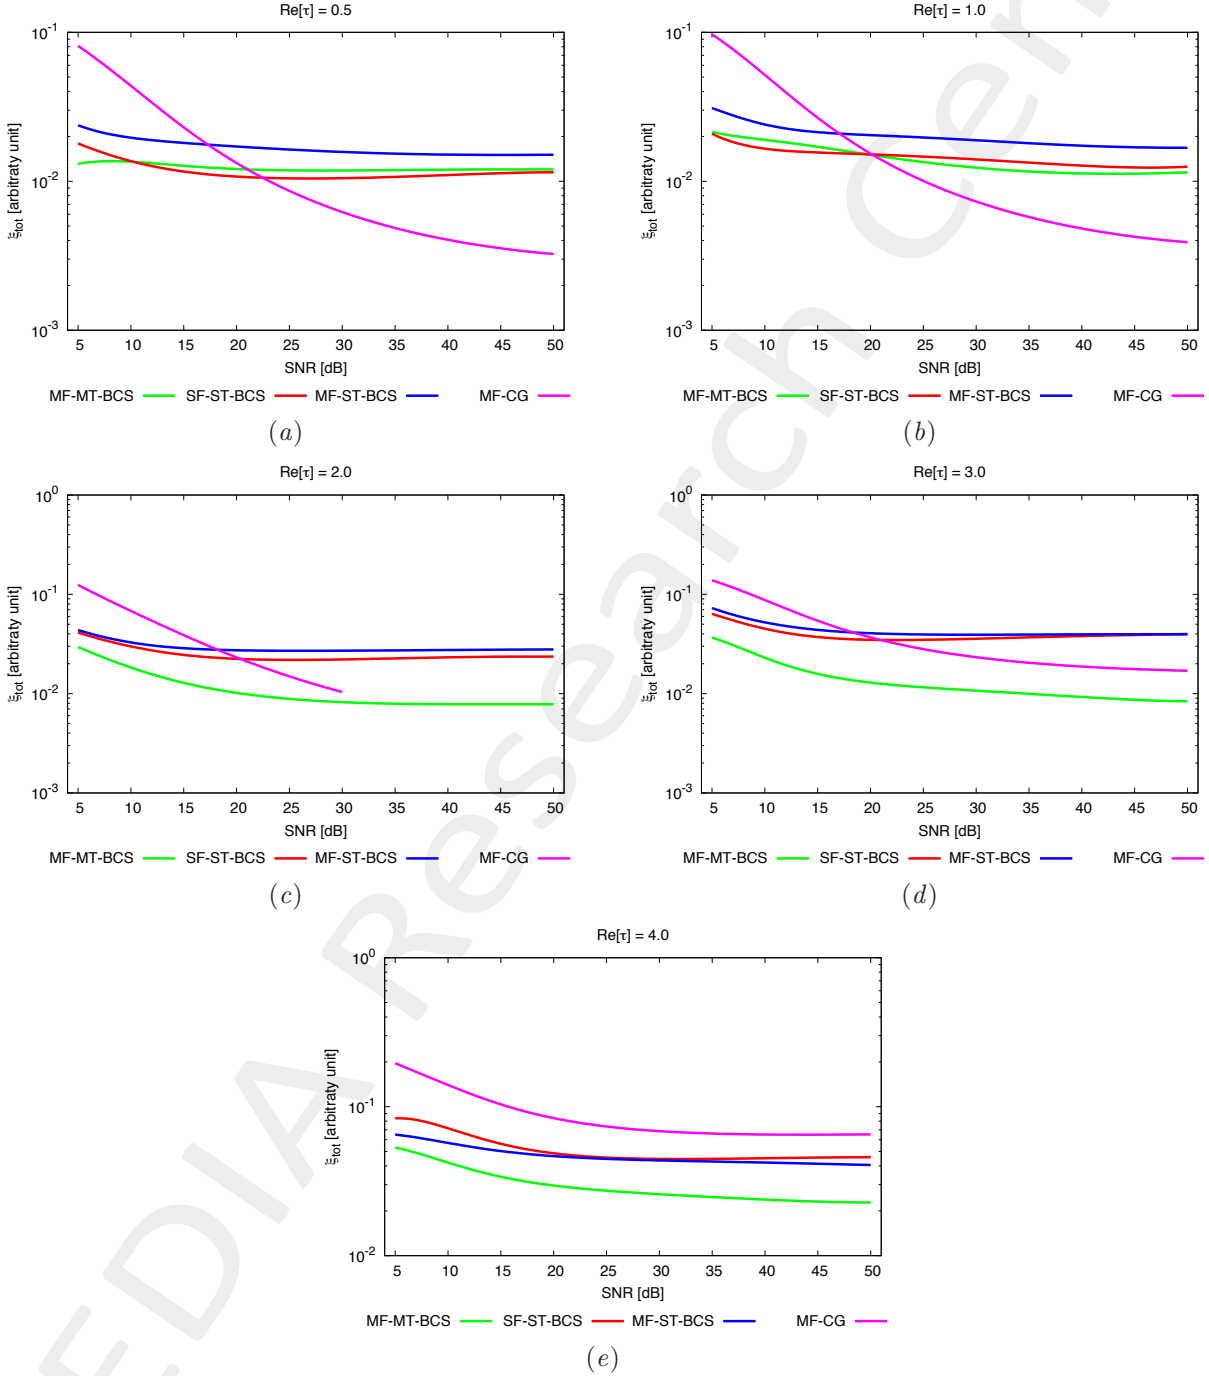 Re[τ] = 0.5
10⁻¹
10⁻²
10⁻³
ξtot [arbitraty unit]
5 10 15 20 25 30 35 40 45 50
SNR [dB]
MF-MT-BCS SF-ST-BCS MF-ST-BCS MF-CG
(a)
Re[τ] = 1.0
10⁻¹
10⁻²
10⁻³
ξtot [arbitraty unit]
5 10 15 20 25 30 35 40 45 50
SNR [dB]
MF-MT-BCS SF-ST-BCS MF-ST-BCS MF-CG
(b)
Re[τ] = 2.0
10⁰
10⁻¹
10⁻²
10⁻³
ξtot [arbitraty unit]
5 10 15 20 25 30 35 40 45 50
SNR [dB]
MF-MT-BCS SF-ST-BCS MF-ST-BCS MF-CG
(c)
Re[τ] = 3.0
10⁰
10⁻¹
10⁻²
10⁻³
ξtot [arbitraty unit]
5 10 15 20 25 30 35 40 45 50
SNR [dB]
MF-MT-BCS SF-ST-BCS MF-ST-BCS MF-CG
(d)
Re[τ] = 4.0
10⁰
10⁻¹
10⁻²
ξtot [arbitraty unit]
5 10 15 20 25 30 35 40 45 50
SNR [dB]
MF-MT-BCS SF-ST-BCS MF-ST-BCS MF-CG
(e)
EDIA Research Cen